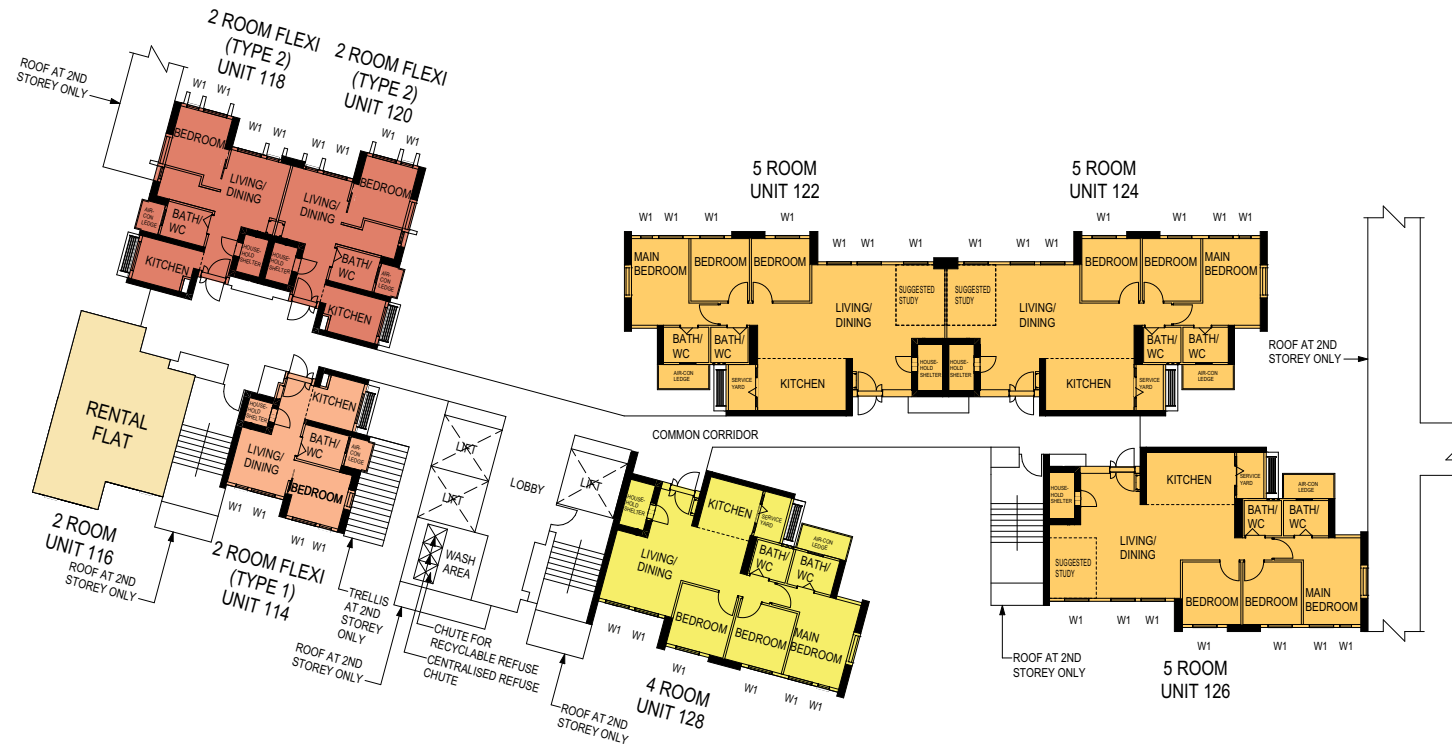 2 ROOM FLEXI
(TYPE 2)
UNIT 118
2 ROOM FLEXI
(TYPE 2)
UNIT 120
ROOF AT 2ND
STOREY ONLY
W1 W1
W1 W1
W1 W1
W1 W1
BEDROOM
LIVING/
DINING
BATH/
WC
AIR-
CON
LEDGE
KITCHEN
HOUSE-
HOLD
SHELTER
LIVING/
DINING
BEDROOM
BATH/
WC
AIR-
CON
LEDGE
KITCHEN
HOUSE-
HOLD
SHELTER
5 ROOM
UNIT 122
W1 W1 W1 W1
W1 W1 W1
MAIN
BEDROOM
BEDROOM
BEDROOM
LIVING/
DINING
SUGGESTED
STUDY
BATH/
WC
BATH/
WC
AIR-CON
LEDGE
SERVICE
YARD
KITCHEN
HOUSE-
HOLD
SHELTER
5 ROOM
UNIT 124
W1 W1 W1
W1 W1 W1 W1
SUGGESTED
STUDY
LIVING/
DINING
BEDROOM
BEDROOM
MAIN
BEDROOM
HOUSE-
HOLD
SHELTER
KITCHEN
SERVICE
YARD
BATH/
WC
BATH/
WC
AIR-CON
LEDGE
ROOF AT 2ND
STOREY ONLY
RENTAL
FLAT
2 ROOM
UNIT 116
ROOF AT 2ND
STOREY ONLY
HOUSE-
HOLD
SHELTER
KITCHEN
BATH/
WC
AIR-
CON
LEDGE
LIVING/
DINING
BEDROOM
W1 W1
W1 W1
2 ROOM FLEXI
(TYPE 1)
UNIT 114
TRELLIS
AT 2ND
STOREY
ONLY
ROOF AT 2ND
STOREY ONLY
LIFT
LIFT
LOBBY
LIFT
WASH
AREA
CHUTE FOR
RECYCLABLE REFUSE
CENTRALISED REFUSE
CHUTE
COMMON CORRIDOR
HOUSE-
HOLD
SHELTER
KITCHEN
SERVICE
YARD
AIR-CON
LEDGE
LIVING/
DINING
BATH/
WC
BATH/
WC
BEDROOM
BEDROOM
MAIN
BEDROOM
W1 W1
W1 W1 W1 W1
4 ROOM
UNIT 128
ROOF AT 2ND
STOREY ONLY
HOUSE-
HOLD
SHELTER
KITCHEN
SERVICE
YARD
AIR-CON
LEDGE
LIVING/
DINING
BATH/
WC
BATH/
WC
SUGGESTED
STUDY
BEDROOM
BEDROOM
MAIN
BEDROOM
W1 W1 W1
W1 W1 W1 W1
ROOF AT 2ND
STOREY ONLY
5 ROOM
UNIT 126